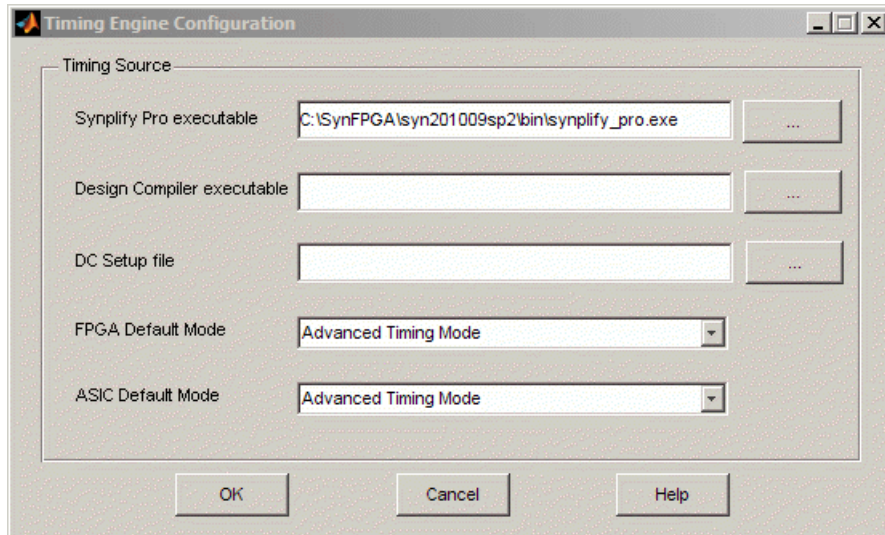 Timing Engine Configuration
Timing Source
Synplify Pro executable C:\SynFPGA\syn201009sp2\bin\synplify_pro.exe ...
Design Compiler executable ...
DC Setup file ...
FPGA Default Mode Advanced Timing Mode
ASIC Default Mode Advanced Timing Mode
OK Cancel Help